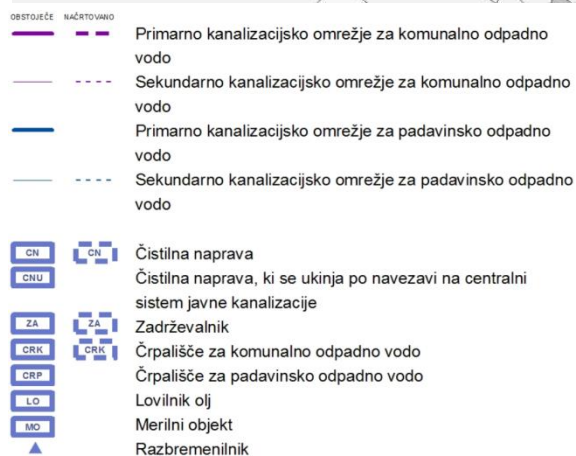 OBSTOJEČE NAČRTOVANO
Primarno kanalizacijsko omrežje za komunalno odpadno
vodo
Sekundarno kanalizacijsko omrežje za komunalno odpadno
vodo
Primarno kanalizacijsko omrežje za padavinsko odpadno
vodo
Sekundarno kanalizacijsko omrežje za padavinsko odpadno
vodo
CN CN Čistilna naprava
CNU Čistilna naprava, ki se ukinja po navezavi na centralni
sistem javne kanalizacije
ZA ZA Zadrževalnik
CRK CRK Črpališče za komunalno odpadno vodo
CRP Črpališče za padavinsko odpadno vodo
LO Lovilnik olj
MO Merilni objekt
Razbremenilnik